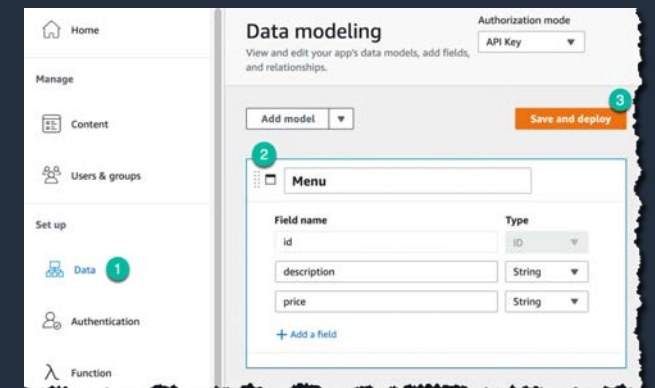 Home
Manage
Content
Users & groups
Set up
Data 1
Authentication
Function
Data modeling
View and edit your app's data models, add fields,
and relationships.
Authorization mode
API Key
Add model
3
Save and deploy
2
Menu
Field name Type
id ID
description String
price String
+ Add a field